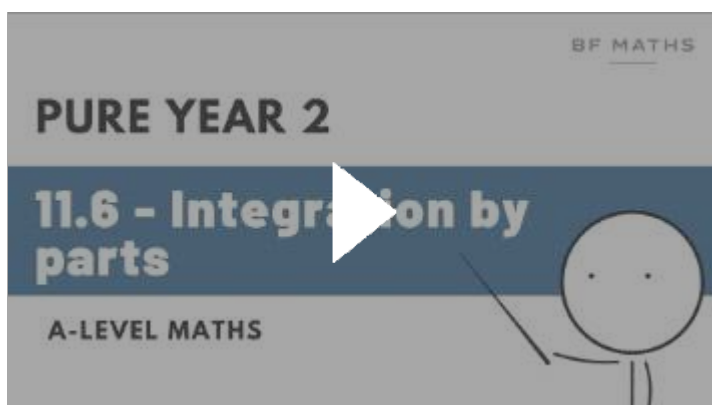 BF MATHS
PURE YEAR 2
11.6 - Integration by
parts
A-LEVEL MATHS